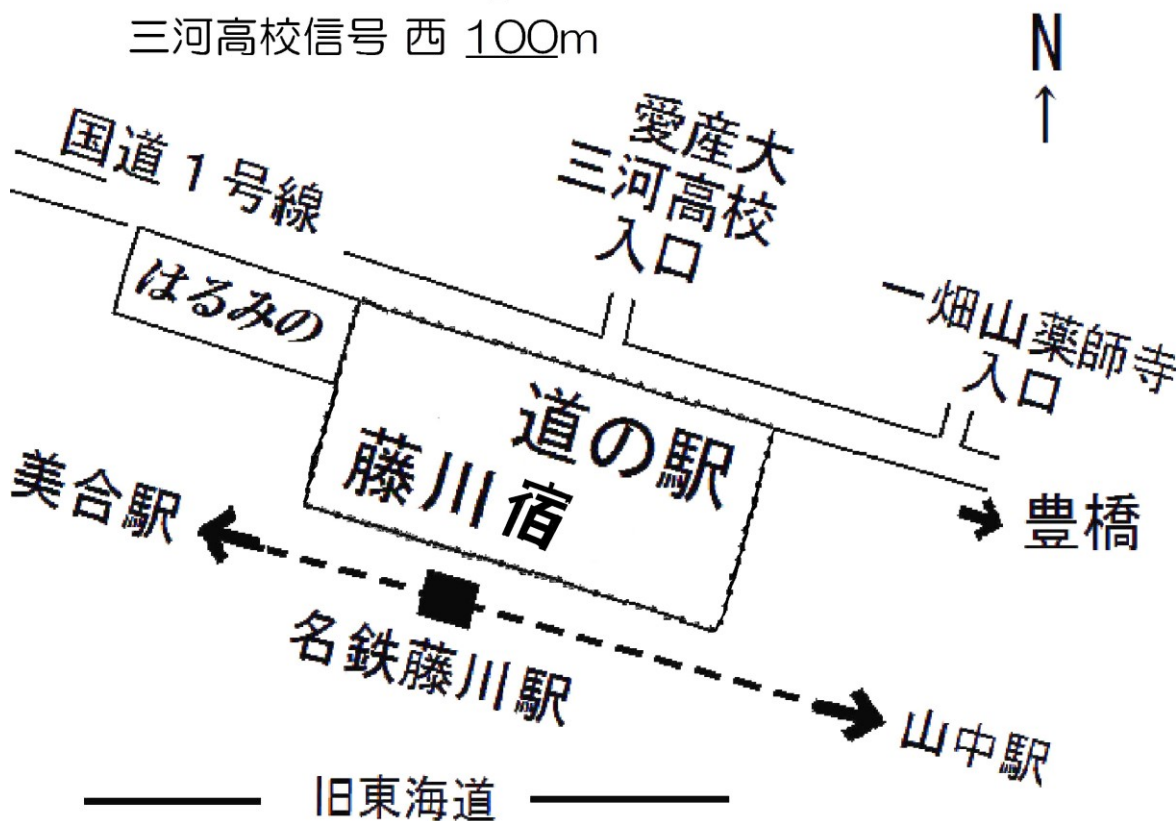 三河高校信号 西 100m
N
↑
国道1号線
愛産大
三河高校
入口
一畑山薬師寺
入口
はるみの
道の駅
藤川宿
美合駅
豊橋
名鉄藤川駅
山中駅
旧東海道